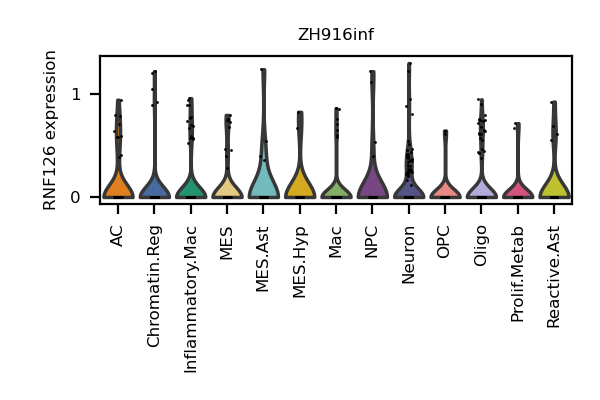 ZH916inf
RNF126 expression
1
0
AC
Chromatin.Reg
Inflammatory.Mac
MES
MES.Ast
MES.Hyp
Mac
NPC
Neuron
OPC
Oligo
Prolif.Metab
Reactive.Ast